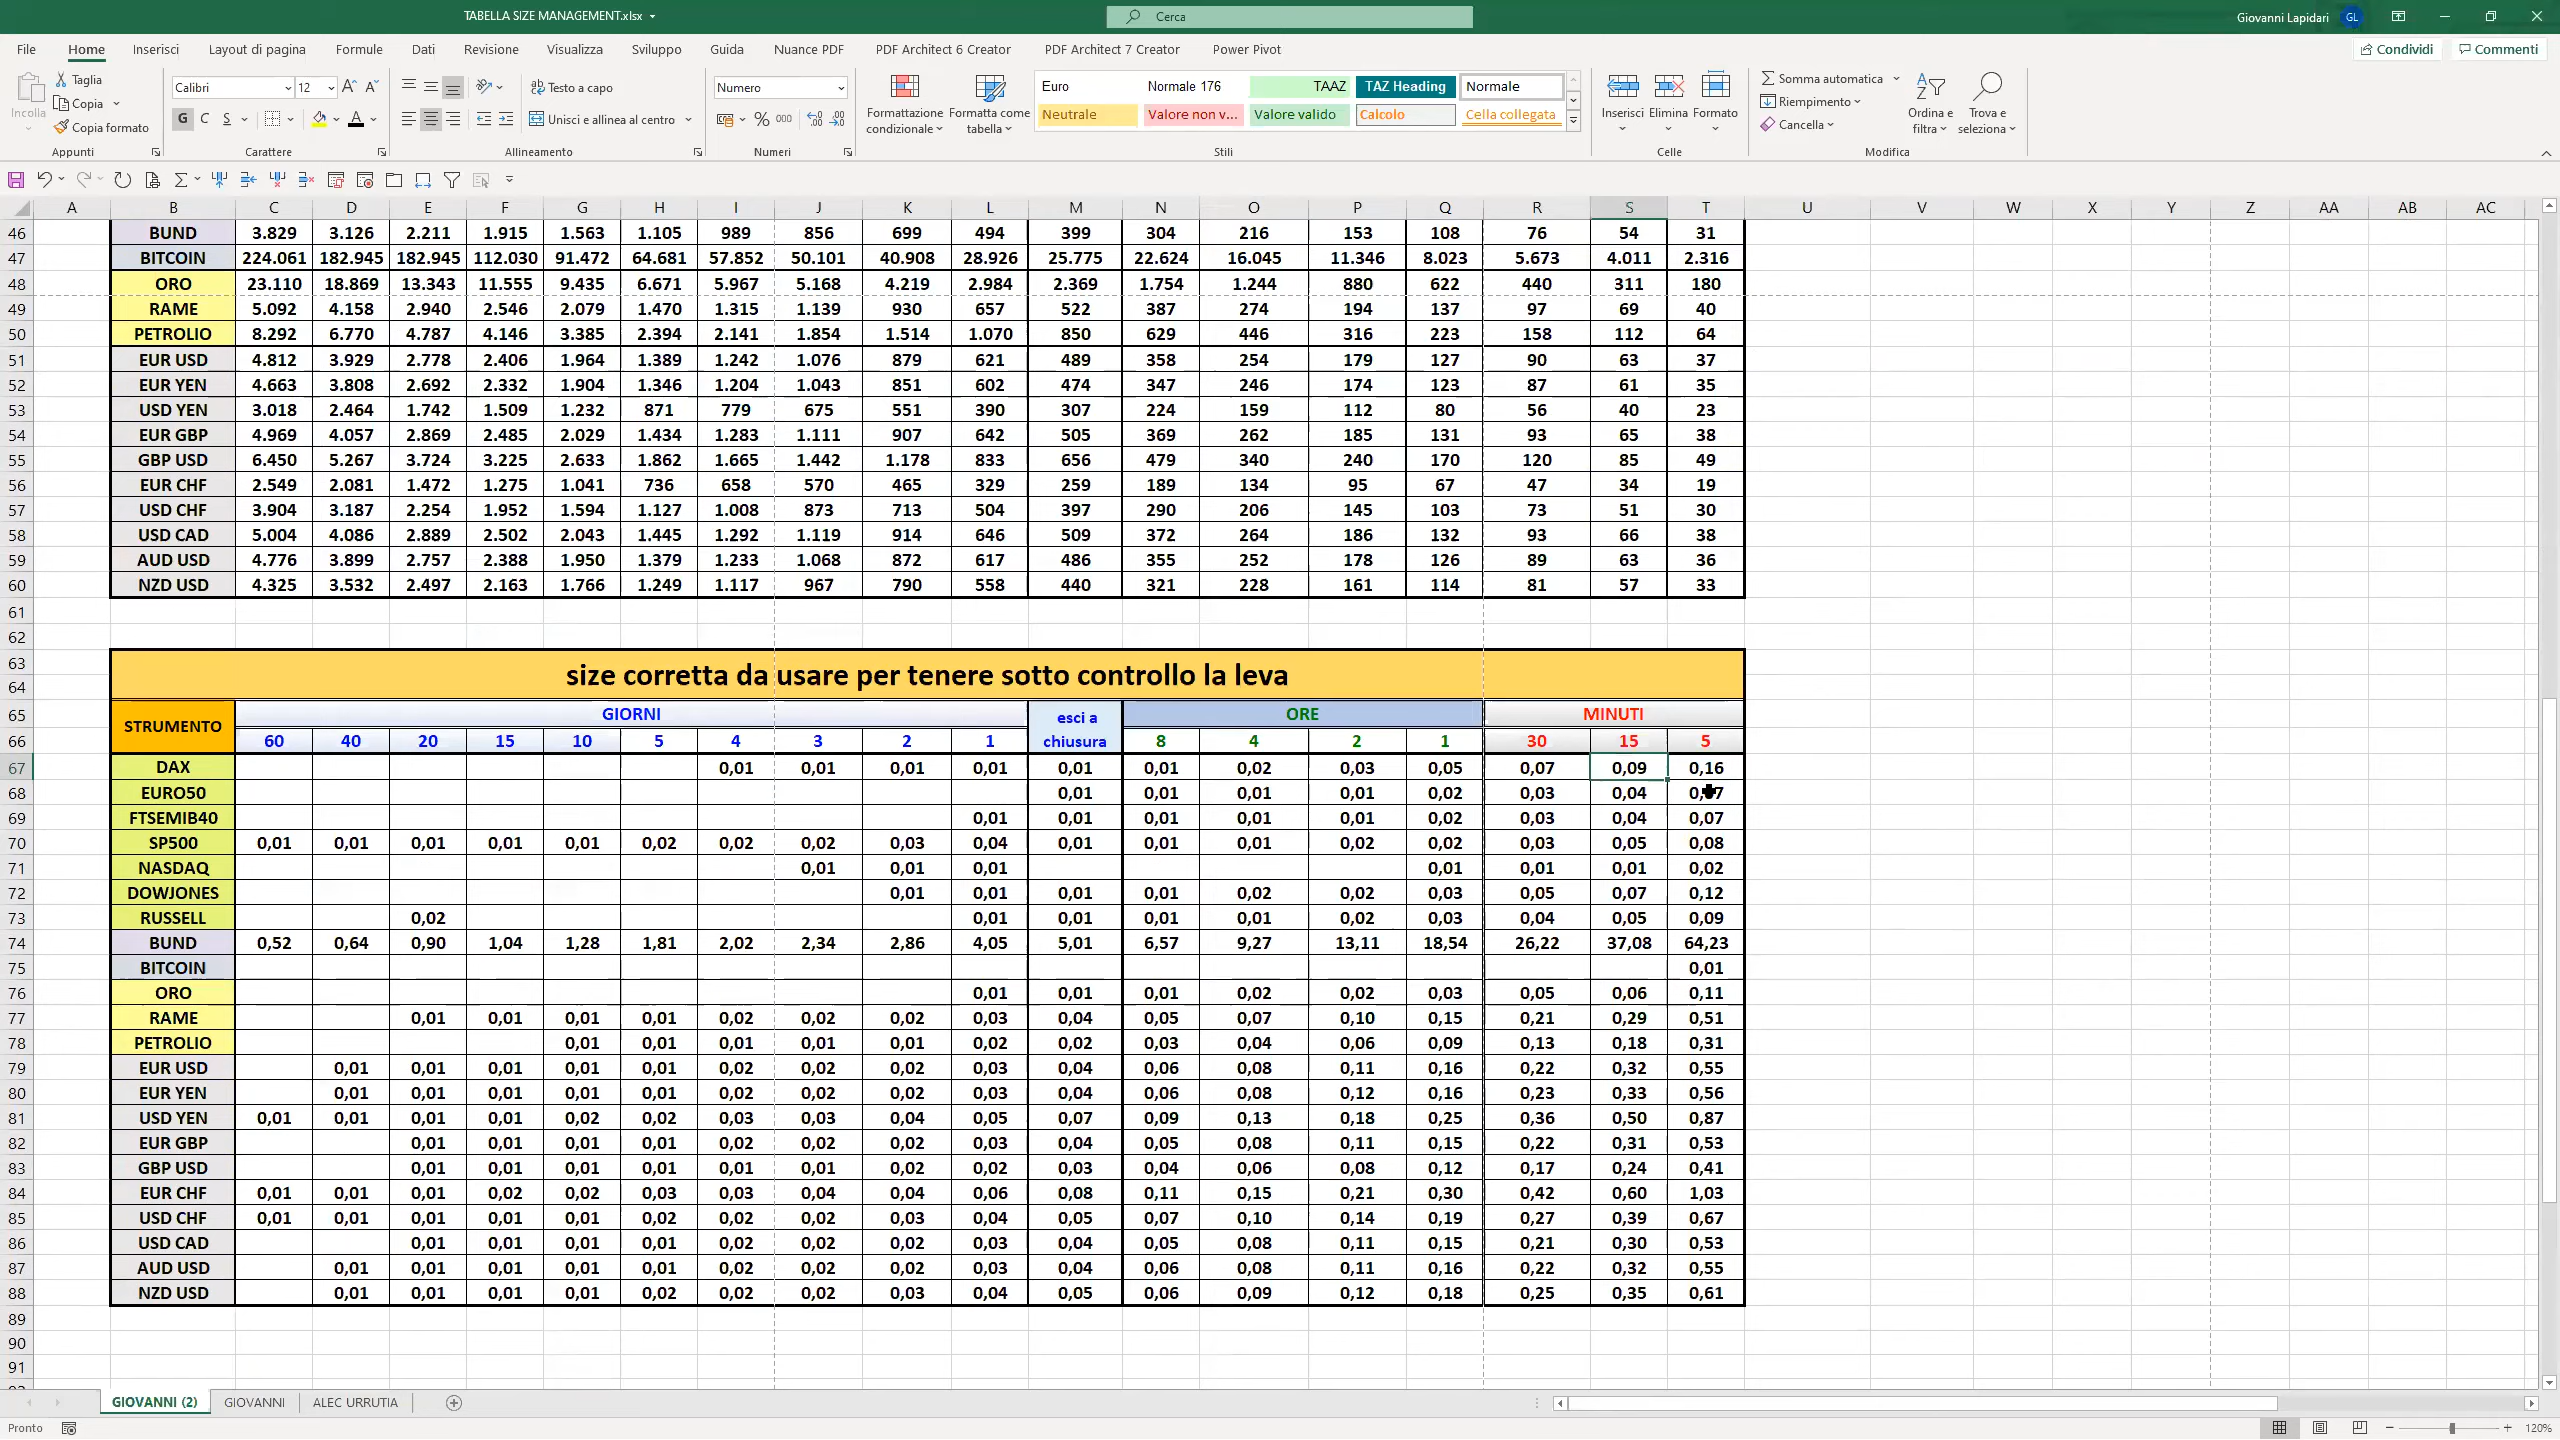 TABELLA SIZE MANAGEMENT.xlsx
Cerca
Giovanni Lapidari GL
File Home Inserisci Layout di pagina Formule Dati Revisione Visualizza Sviluppo Guida Nuance PDF PDF Architect 6 Creator PDF Architect 7 Creator Power Pivot Condividi Commenti
Incolla
Taglia
Copia
Copia formato
Appunti
Calibri 12
G C S
Carattere
Testo a capo
Unisci e allinea al centro
Allineamento
Numero
% 000
Numeri
Formattazione condizionale
Formatta come tabella
Euro Normale 176 TAAZ TAZ Heading Normale
Neutrale Valore non v... Valore valido Calcolo Cella collegata
Stili
Inserisci Elimina Formato
Celle
Somma automatica
Riempimento
Cancella
Ordina e filtra
Trova e seleziona
Modifica
A B C D E F G H I J K L M N O P Q R S T U V W X Y Z AA AB AC
46 BUND 3.829 3.126 2.211 1.915 1.563 1.105 989 856 699 494 399 304 216 153 108 76 54 31
47 BITCOIN 224.061 182.945 182.945 112.030 91.472 64.681 57.852 50.101 40.908 28.926 25.775 22.624 16.045 11.346 8.023 5.673 4.011 2.316
48 ORO 23.110 18.869 13.343 11.555 9.435 6.671 5.967 5.168 4.219 2.984 2.369 1.754 1.244 880 622 440 311 180
49 RAME 5.092 4.158 2.940 2.546 2.079 1.470 1.315 1.139 930 657 522 387 274 194 137 97 69 40
50 PETROLIO 8.292 6.770 4.787 4.146 3.385 2.394 2.141 1.854 1.514 1.070 850 629 446 316 223 158 112 64
51 EUR USD 4.812 3.929 2.778 2.406 1.964 1.389 1.242 1.076 879 621 489 358 254 179 127 90 63 37
52 EUR YEN 4.663 3.808 2.692 2.332 1.904 1.346 1.204 1.043 851 602 474 347 246 174 123 87 61 35
53 USD YEN 3.018 2.464 1.742 1.509 1.232 871 779 675 551 390 307 224 159 112 80 56 40 23
54 EUR GBP 4.969 4.057 2.869 2.485 2.029 1.434 1.283 1.111 907 642 505 369 262 185 131 93 65 38
55 GBP USD 6.450 5.267 3.724 3.225 2.633 1.862 1.665 1.442 1.178 833 656 479 340 240 170 120 85 49
56 EUR CHF 2.549 2.081 1.472 1.275 1.041 736 658 570 465 329 259 189 134 95 67 47 34 19
57 USD CHF 3.904 3.187 2.254 1.952 1.594 1.127 1.008 873 713 504 397 290 206 145 103 73 51 30
58 USD CAD 5.004 4.086 2.889 2.502 2.043 1.445 1.292 1.119 914 646 509 372 264 186 132 93 66 38
59 AUD USD 4.776 3.899 2.757 2.388 1.950 1.379 1.233 1.068 872 617 486 355 252 178 126 89 63 36
60 NZD USD 4.325 3.532 2.497 2.163 1.766 1.249 1.117 967 790 558 440 321 228 161 114 81 57 33
61
62
63
size corretta da usare per tenere sotto controllo la leva
64
65 STRUMENTO GIORNI esci a chiusura ORE MINUTI
66 60 40 20 15 10 5 4 3 2 1 8 4 2 1 30 15 5
67 DAX 0,01 0,01 0,01 0,01 0,01 0,01 0,02 0,03 0,05 0,07 0,09 0,16
68 EURO50 0,01 0,01 0,01 0,01 0,02 0,03 0,04
69 FTSEMIB40 0,01 0,01 0,01 0,01 0,01 0,02 0,03 0,04 0,07
70 SP500 0,01 0,01 0,01 0,01 0,01 0,02 0,02 0,02 0,03 0,04 0,01 0,01 0,01 0,02 0,02 0,03 0,05 0,08
71 NASDAQ 0,01 0,01 0,01 0,01 0,01 0,01 0,02
72 DOWJONES 0,01 0,01 0,01 0,01 0,02 0,02 0,03 0,05 0,07 0,12
73 RUSSELL 0,02 0,01 0,01 0,01 0,01 0,02 0,03 0,04 0,05 0,09
74 BUND 0,52 0,64 0,90 1,04 1,28 1,81 2,02 2,34 2,86 4,05 5,01 6,57 9,27 13,11 18,54 26,22 37,08 64,23
75 BITCOIN 0,01
76 ORO 0,01 0,01 0,01 0,02 0,02 0,03 0,05 0,06 0,11
77 RAME 0,01 0,01 0,01 0,01 0,02 0,02 0,02 0,03 0,04 0,05 0,07 0,10 0,15 0,21 0,29 0,51
78 PETROLIO 0,01 0,01 0,01 0,01 0,01 0,02 0,02 0,03 0,04 0,06 0,09 0,13 0,18 0,31
79 EUR USD 0,01 0,01 0,01 0,01 0,01 0,02 0,02 0,02 0,03 0,04 0,06 0,08 0,11 0,16 0,22 0,32 0,55
80 EUR YEN 0,01 0,01 0,01 0,01 0,01 0,02 0,02 0,02 0,03 0,04 0,06 0,08 0,12 0,16 0,23 0,33 0,56
81 USD YEN 0,01 0,01 0,01 0,01 0,02 0,02 0,03 0,03 0,04 0,05 0,07 0,09 0,13 0,18 0,25 0,36 0,50 0,87
82 EUR GBP 0,01 0,01 0,01 0,01 0,02 0,02 0,02 0,03 0,04 0,05 0,08 0,11 0,15 0,22 0,31 0,53
83 GBP USD 0,01 0,01 0,01 0,01 0,01 0,01 0,02 0,02 0,03 0,04 0,06 0,08 0,12 0,17 0,24 0,41
84 EUR CHF 0,01 0,01 0,01 0,02 0,02 0,03 0,03 0,04 0,04 0,06 0,08 0,11 0,15 0,21 0,30 0,42 0,60 1,03
85 USD CHF 0,01 0,01 0,01 0,01 0,01 0,02 0,02 0,02 0,03 0,04 0,05 0,07 0,10 0,14 0,19 0,27 0,39 0,67
86 USD CAD 0,01 0,01 0,01 0,01 0,02 0,02 0,02 0,03 0,04 0,05 0,08 0,11 0,15 0,21 0,30 0,53
87 AUD USD 0,01 0,01 0,01 0,01 0,01 0,02 0,02 0,02 0,03 0,04 0,06 0,08 0,11 0,16 0,22 0,32 0,55
88 NZD USD 0,01 0,01 0,01 0,01 0,02 0,02 0,02 0,03 0,04 0,05 0,06 0,09 0,12 0,18 0,25 0,35 0,61
89
90
91
GIOVANNI (2) GIOVANNI ALEC URRUTIA
Pronto 120%